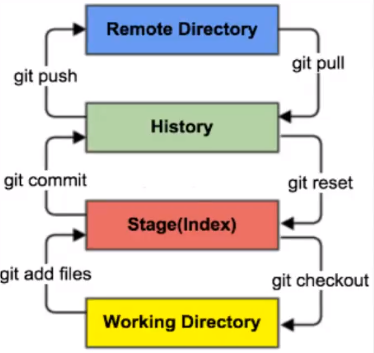 Remote Directory
git push
git pull
History
git commit
git reset
Stage(Index)
git add files
git checkout
Working Directory